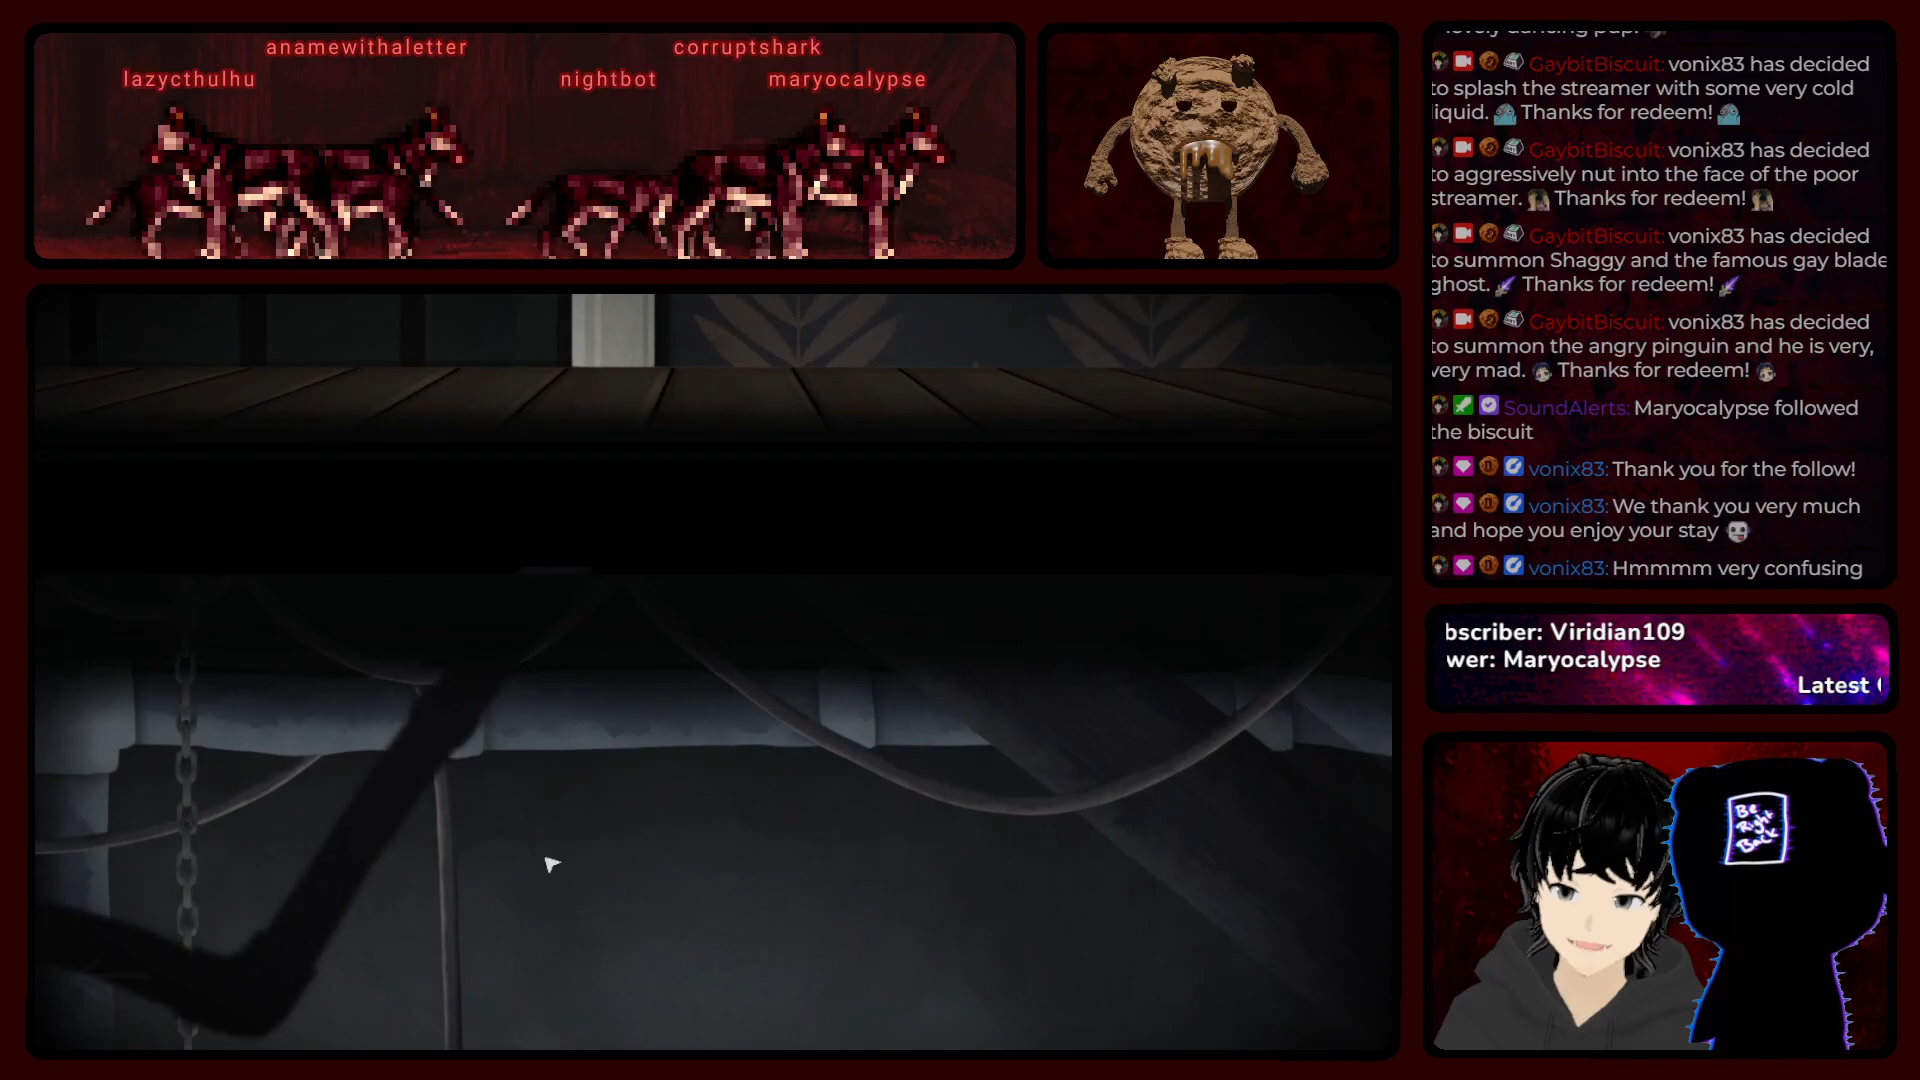 anamewithaletter
corruptshark
lazycthulhu
nightbot
maryocalypse
lovely dancing pup.
GaybitBiscuit: vonix83 has decided
to splash the streamer with some very cold
liquid. Thanks for redeem!
GaybitBiscuit: vonix83 has decided
to aggressively nut into the face of the poor
streamer. Thanks for redeem!
GaybitBiscuit: vonix83 has decided
to summon Shaggy and the famous gay blade
ghost. Thanks for redeem!
GaybitBiscuit: vonix83 has decided
to summon the angry pinguin and he is very,
very mad. Thanks for redeem!
SoundAlerts: Maryocalypse followed
the biscuit
vonix83: Thank you for the follow!
vonix83: We thank you very much
and hope you enjoy your stay
vonix83: Hmmmm very confusing
bscriber: Viridian109
wer: Maryocalypse
Latest
Be
Right
Back